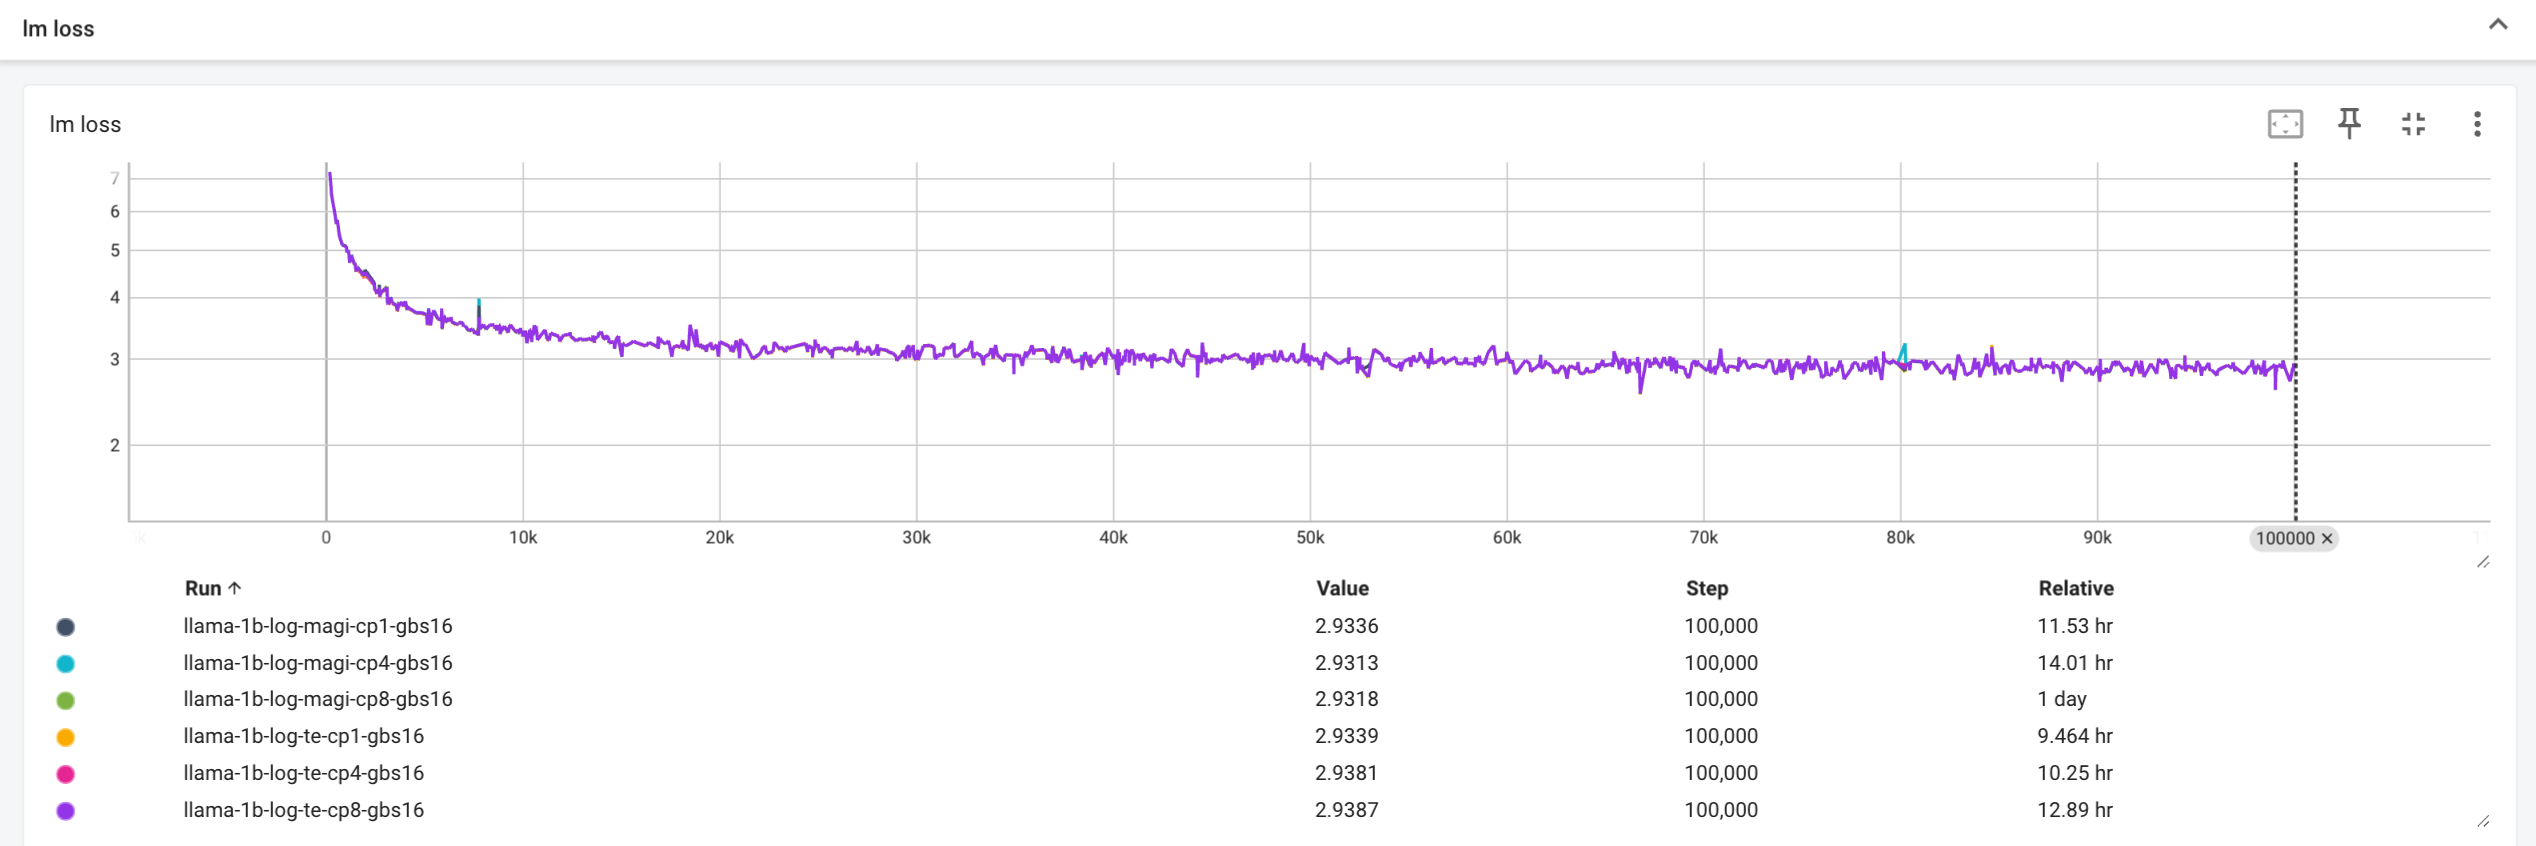 lm loss
lm loss
7
6
5
4
3
2
0 10k 20k 30k 40k 50k 60k 70k 80k 90k 100000 ×
Run ↑ Value Step Relative
llama-1b-log-magi-cp1-gbs16 2.9336 100,000 11.53 hr
llama-1b-log-magi-cp4-gbs16 2.9313 100,000 14.01 hr
llama-1b-log-magi-cp8-gbs16 2.9318 100,000 1 day
llama-1b-log-te-cp1-gbs16 2.9339 100,000 9.464 hr
llama-1b-log-te-cp4-gbs16 2.9381 100,000 10.25 hr
llama-1b-log-te-cp8-gbs16 2.9387 100,000 12.89 hr